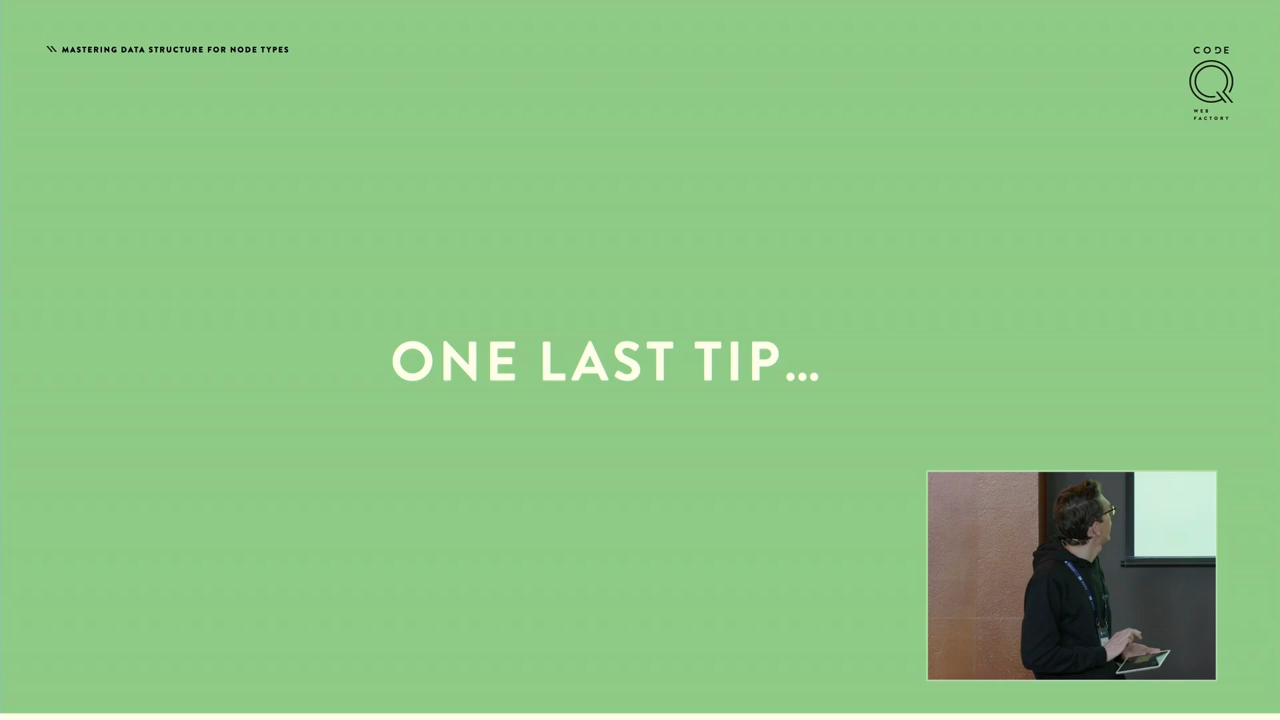 \\ MASTERING DATA STRUCTURE FOR NODE TYPES
CODE
Q
WEB
FACTORY
ONE LAST TIP…